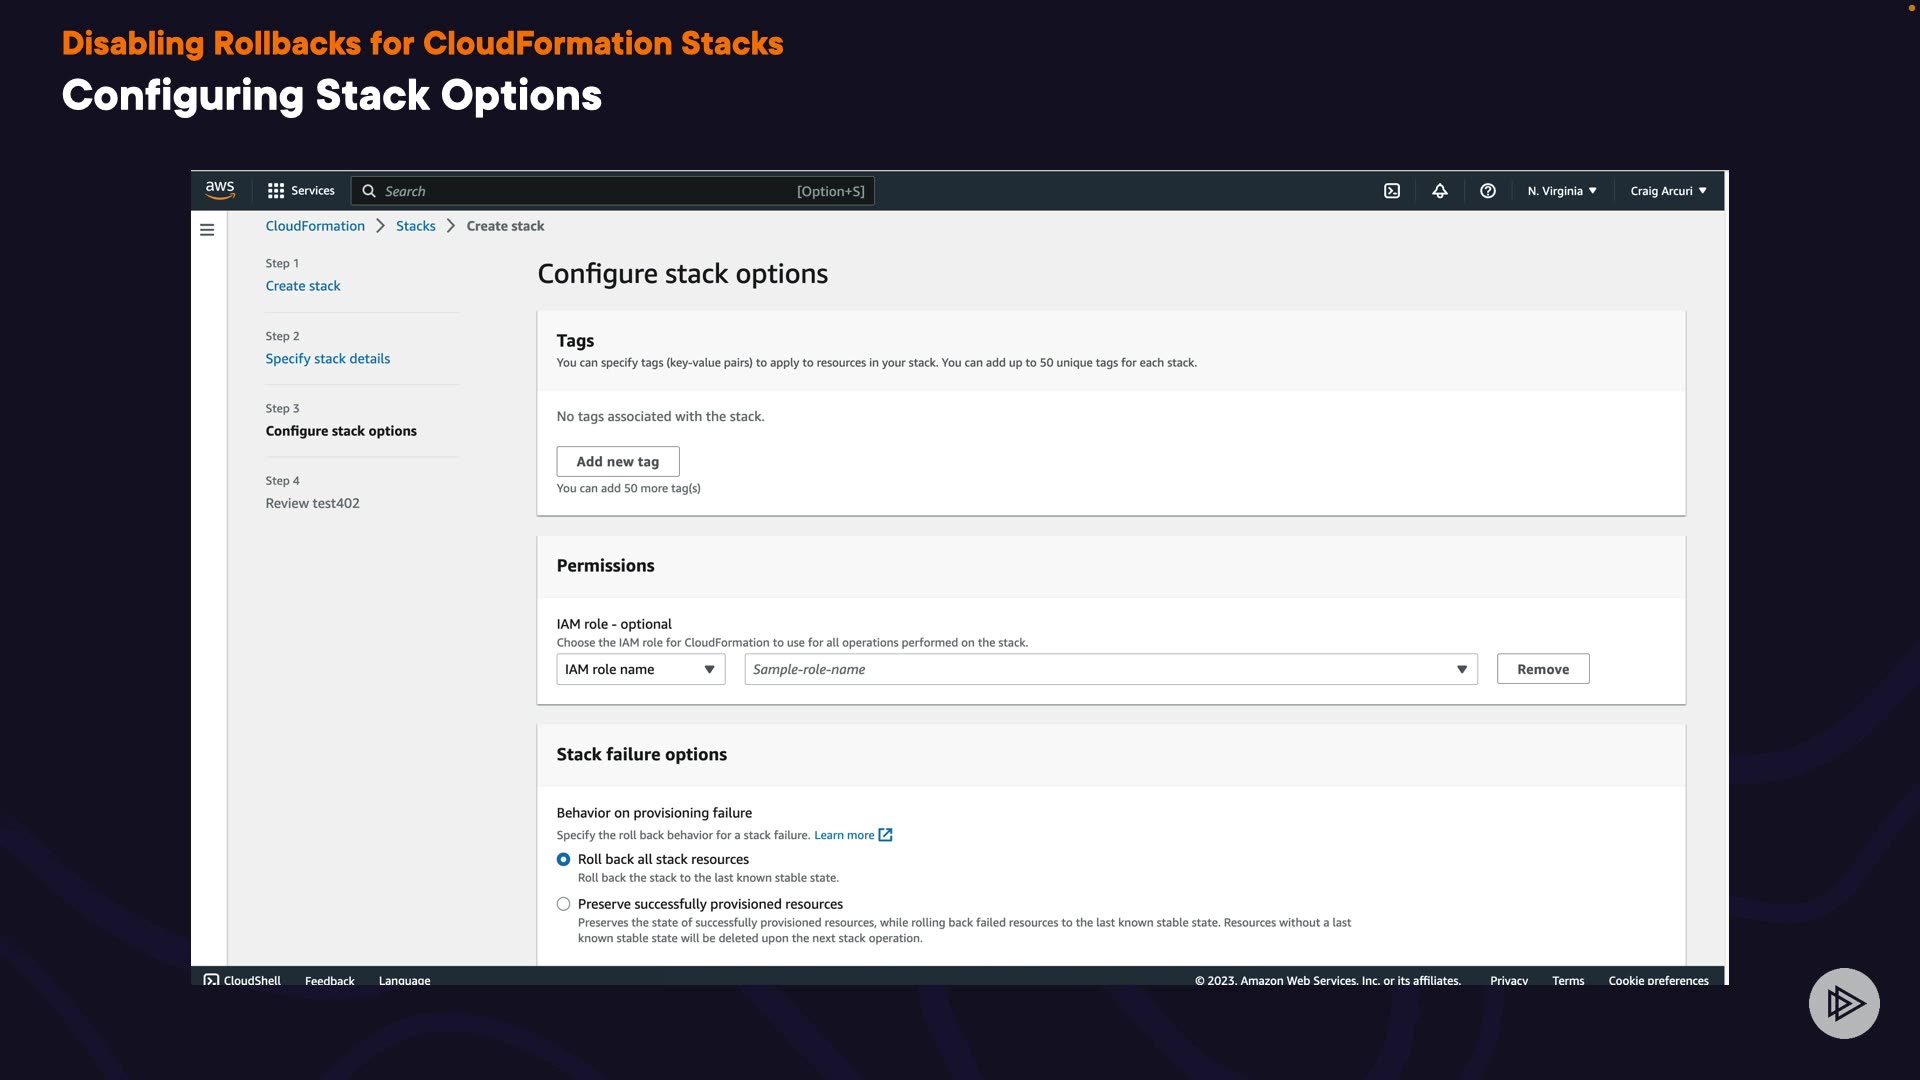 Disabling Rollbacks for CloudFormation Stacks
Configuring Stack Options
aws
Services
Search
[Option+S]
N. Virginia
Craig Arcuri
CloudFormation
Stacks
Create stack
Step 1
Create stack
Step 2
Specify stack details
Step 3
Configure stack options
Step 4
Review test402
Configure stack options
Tags
You can specify tags (key-value pairs) to apply to resources in your stack. You can add up to 50 unique tags for each stack.
No tags associated with the stack.
Add new tag
You can add 50 more tag(s)
Permissions
IAM role - optional
Choose the IAM role for CloudFormation to use for all operations performed on the stack.
IAM role name
Sample-role-name
Remove
Stack failure options
Behavior on provisioning failure
Specify the roll back behavior for a stack failure. Learn more
Roll back all stack resources
Roll back the stack to the last known stable state.
Preserve successfully provisioned resources
Preserves the state of successfully provisioned resources, while rolling back failed resources to the last known stable state. Resources without a last
known stable state will be deleted upon the next stack operation.
CloudShell
Feedback
Language
© 2023, Amazon Web Services, Inc. or its affiliates.
Privacy
Terms
Cookie preferences